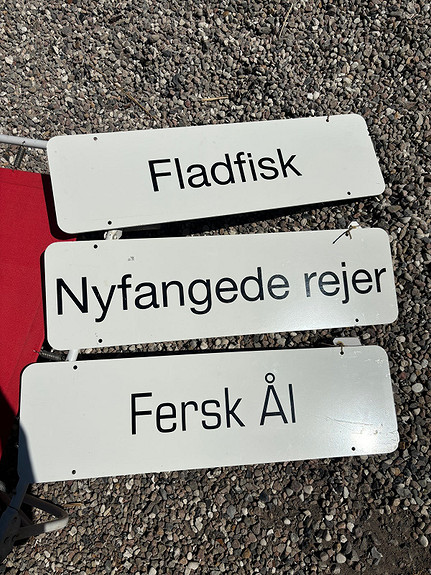 Fladfisk
Nyfangede rejer
Fersk Ål